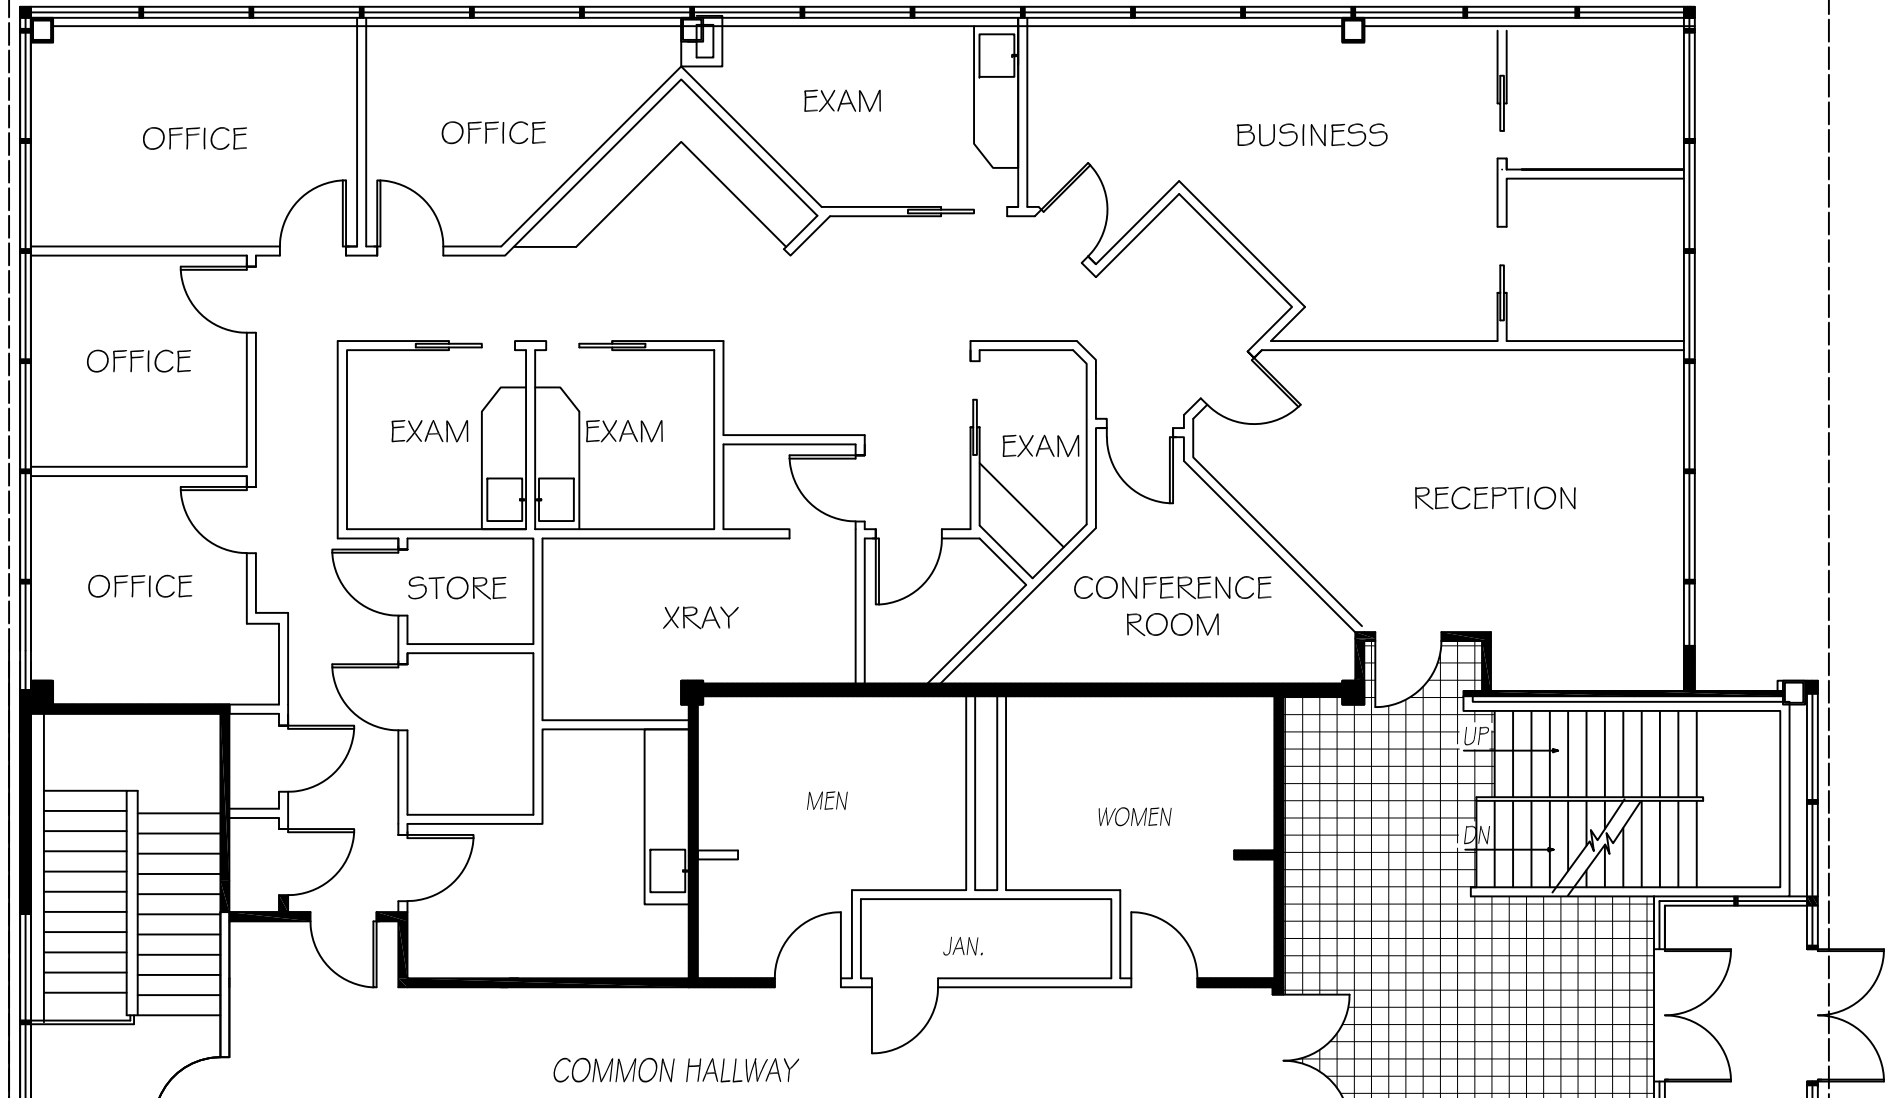 EXAM
OFFICE
OFFICE
BUSINESS
OFFICE
EXAM
EXAM
EXAM
RECEPTION
OFFICE
STORE
XRAY
CONFERENCE
ROOM
UP
MEN
WOMEN
DN
JAN.
COMMON HALLWAY